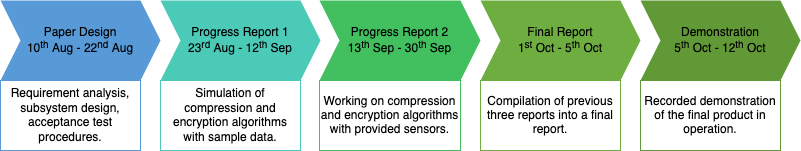 Paper Design
10th Aug - 22nd Aug
Requirement analysis,
subsystem design,
acceptance test
procedures.
Progress Report 1
23rd Aug - 12th Sep
Simulation of
compression and
encryption algorithms
with sample data.
Progress Report 2
13th Sep - 30th Sep
Working on compression
and encryption algorithms
with provided sensors.
Final Report
1st Oct - 5th Oct
Compilation of previous
three reports into a final
report.
Demonstration
5th Oct - 12th Oct
Recorded demonstration
of the final product in
operation.